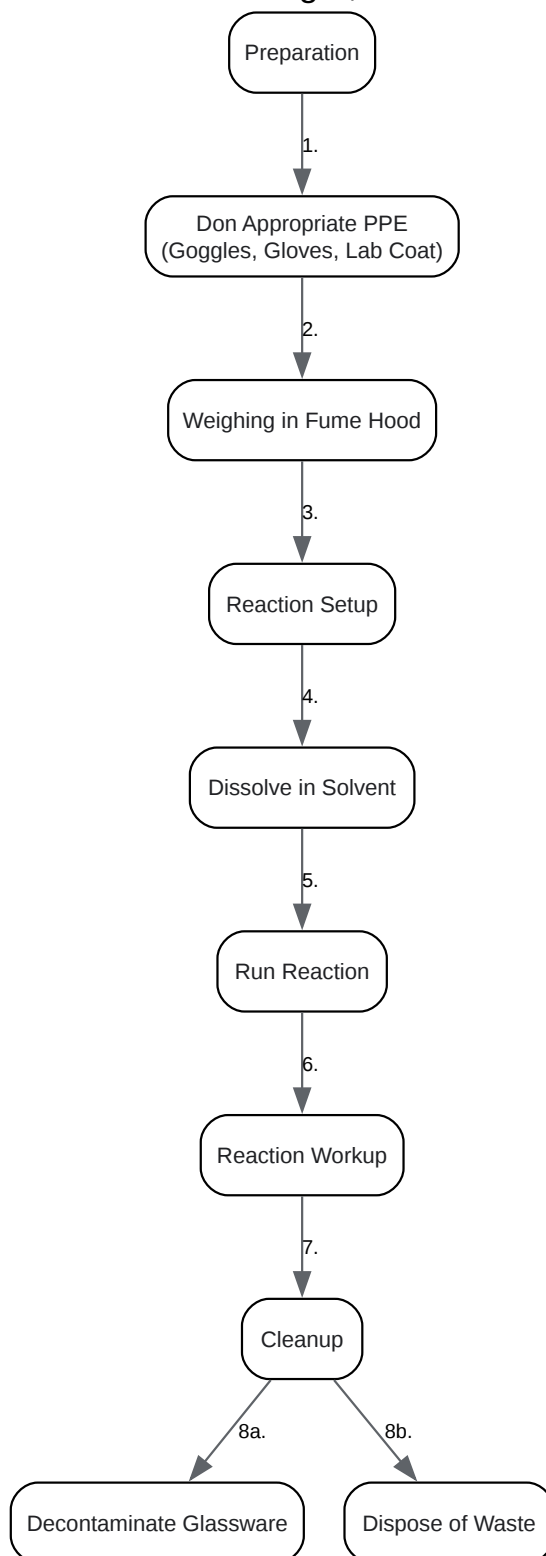 Preparation
1.
Don Appropriate PPE
(Goggles, Gloves, Lab Coat)
2.
Weighing in Fume Hood
3.
Reaction Setup
4.
Dissolve in Solvent
5.
Run Reaction
6.
Reaction Workup
7.
Cleanup
8a.
8b.
Decontaminate Glassware
Dispose of Waste